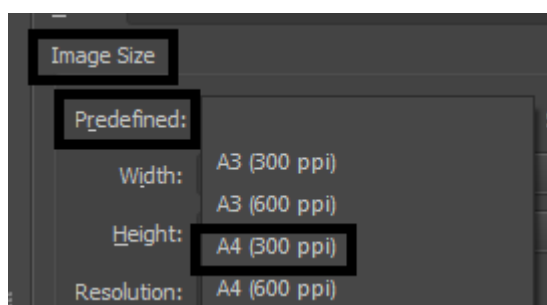 Image Size
Predefined:
Width: A3 (300 ppi)
A3 (600 ppi)
Height: A4 (300 ppi)
Resolution: A4 (600 ppi)